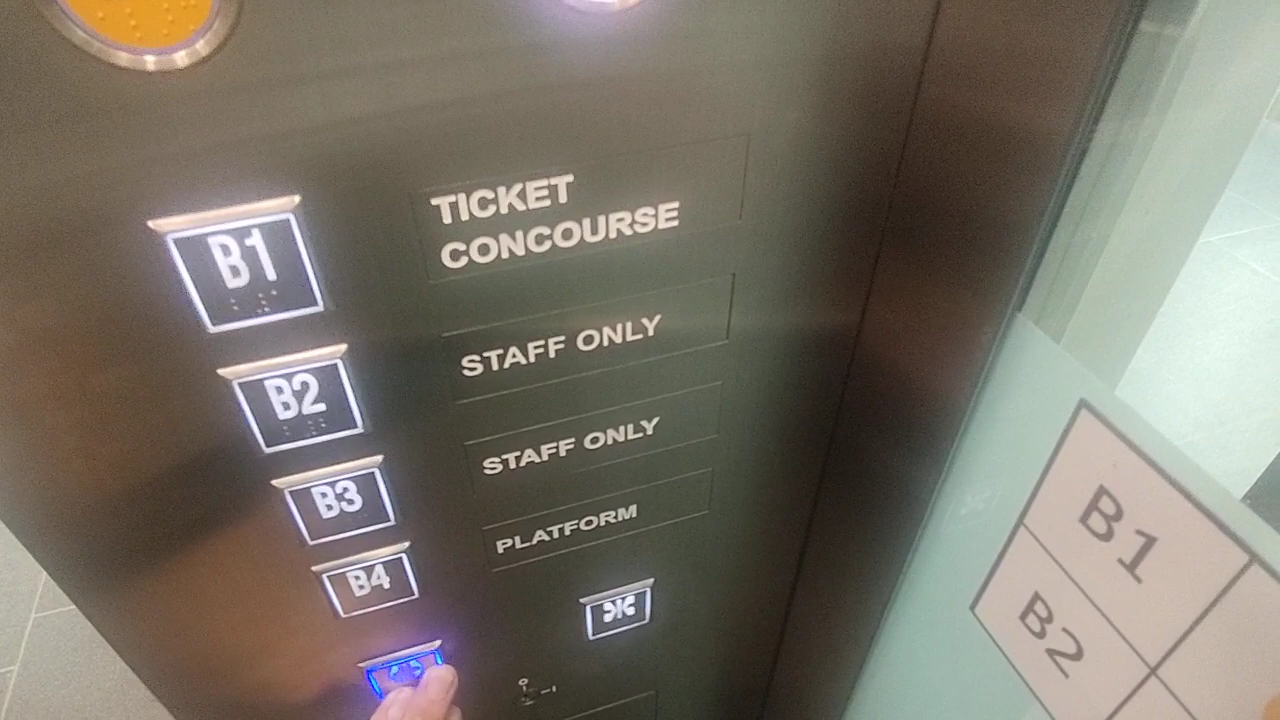 B1
TICKET
CONCOURSE
B2
STAFF ONLY
B3
STAFF ONLY
B4
PLATFORM
B1
B2